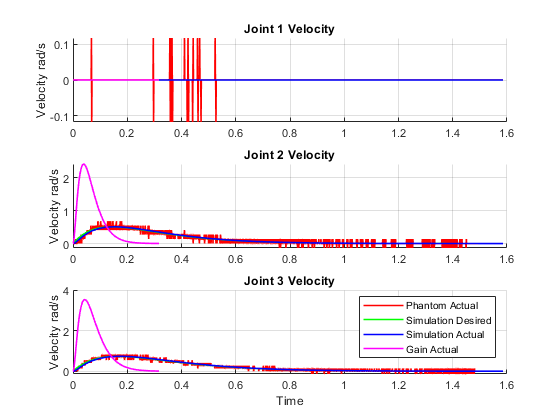 Joint 1 Velocity
Velocity rad/s
0.1
0
-0.1
0 0.2 0.4 0.6 0.8 1 1.2 1.4 1.6
Joint 2 Velocity
Velocity rad/s
2
1
0
0 0.2 0.4 0.6 0.8 1 1.2 1.4 1.6
Joint 3 Velocity
Velocity rad/s
4
2
0
Phantom Actual
Simulation Desired
Simulation Actual
Gain Actual
0 0.2 0.4 0.6 0.8 1 1.2 1.4 1.6
Time